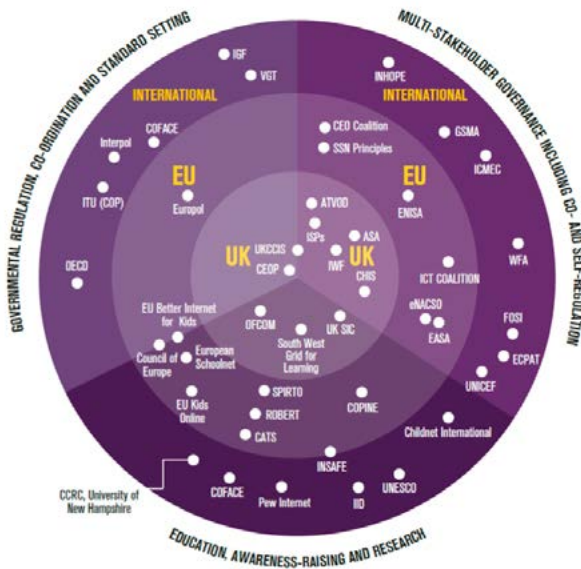 GOVERNMENTAL REGULATION, CO-ORDINATION AND STANDARD SETTING
MULTI-STAKEHOLDER GOVERNANCE INCLUDING CO- AND SELF-REGULATION
IGF
VGT
INTERNATIONAL
COFACE
Interpol
ITU (COP)
EU
Europol
OECD
UK
UKCCIS
CEOP
INHOPE
INTERNATIONAL
CEO Coalition
SSN Principles
GSMA
ICMEC
EU
ENISA
ATVOD
ISPs
ASA
IWF
UK
CHIS
WFA
ICT COALITION
eNACSO
EASA
FOSI
ECPAT
UNICEF
EU Better Internet
for Kids
Council of
Europe
European
Schoolnet
EU Kids
Online
OFCOM
South West
Grid for
Learning
UK SIC
SPIRTO
ROBERT
CATS
COPINE
Childnet International
INSAFE
CCRC, University of
New Hampshire
COFACE
Pew Internet
IID
UNESCO
EDUCATION, AWARENESS-RAISING AND RESEARCH